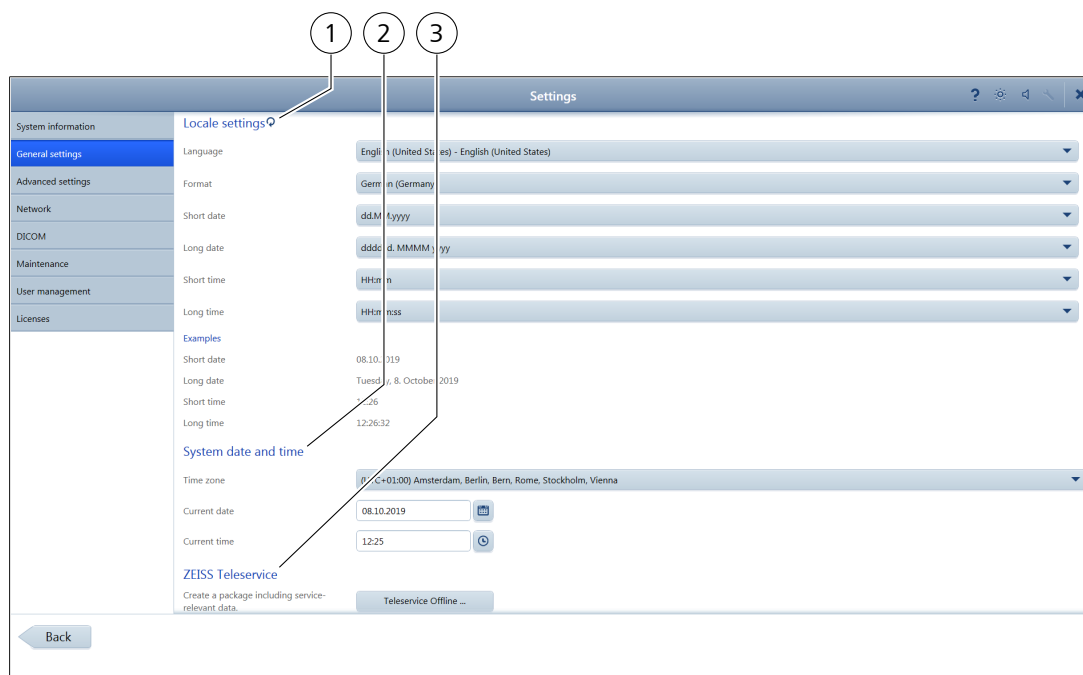 1 2 3
Settings
?
System information
General settings
Advanced settings
Network
DICOM
Maintenance
User management
Licenses
Locale settings
Language English (United States) - English (United States)
Format German (Germany)
Short date dd.MM.yyyy
Long date dddd, d. MMMM yyyy
Short time HH:mm
Long time HH:mm:ss
Examples
Short date 08.10.2019
Long date Tuesday, 8. October 2019
Short time 12:26
Long time 12:26:32
System date and time
Time zone (UTC+01:00) Amsterdam, Berlin, Bern, Rome, Stockholm, Vienna
Current date 08.10.2019
Current time 12:25
ZEISS Teleservice
Create a package including service-
relevant data.
Teleservice Offline ...
Back